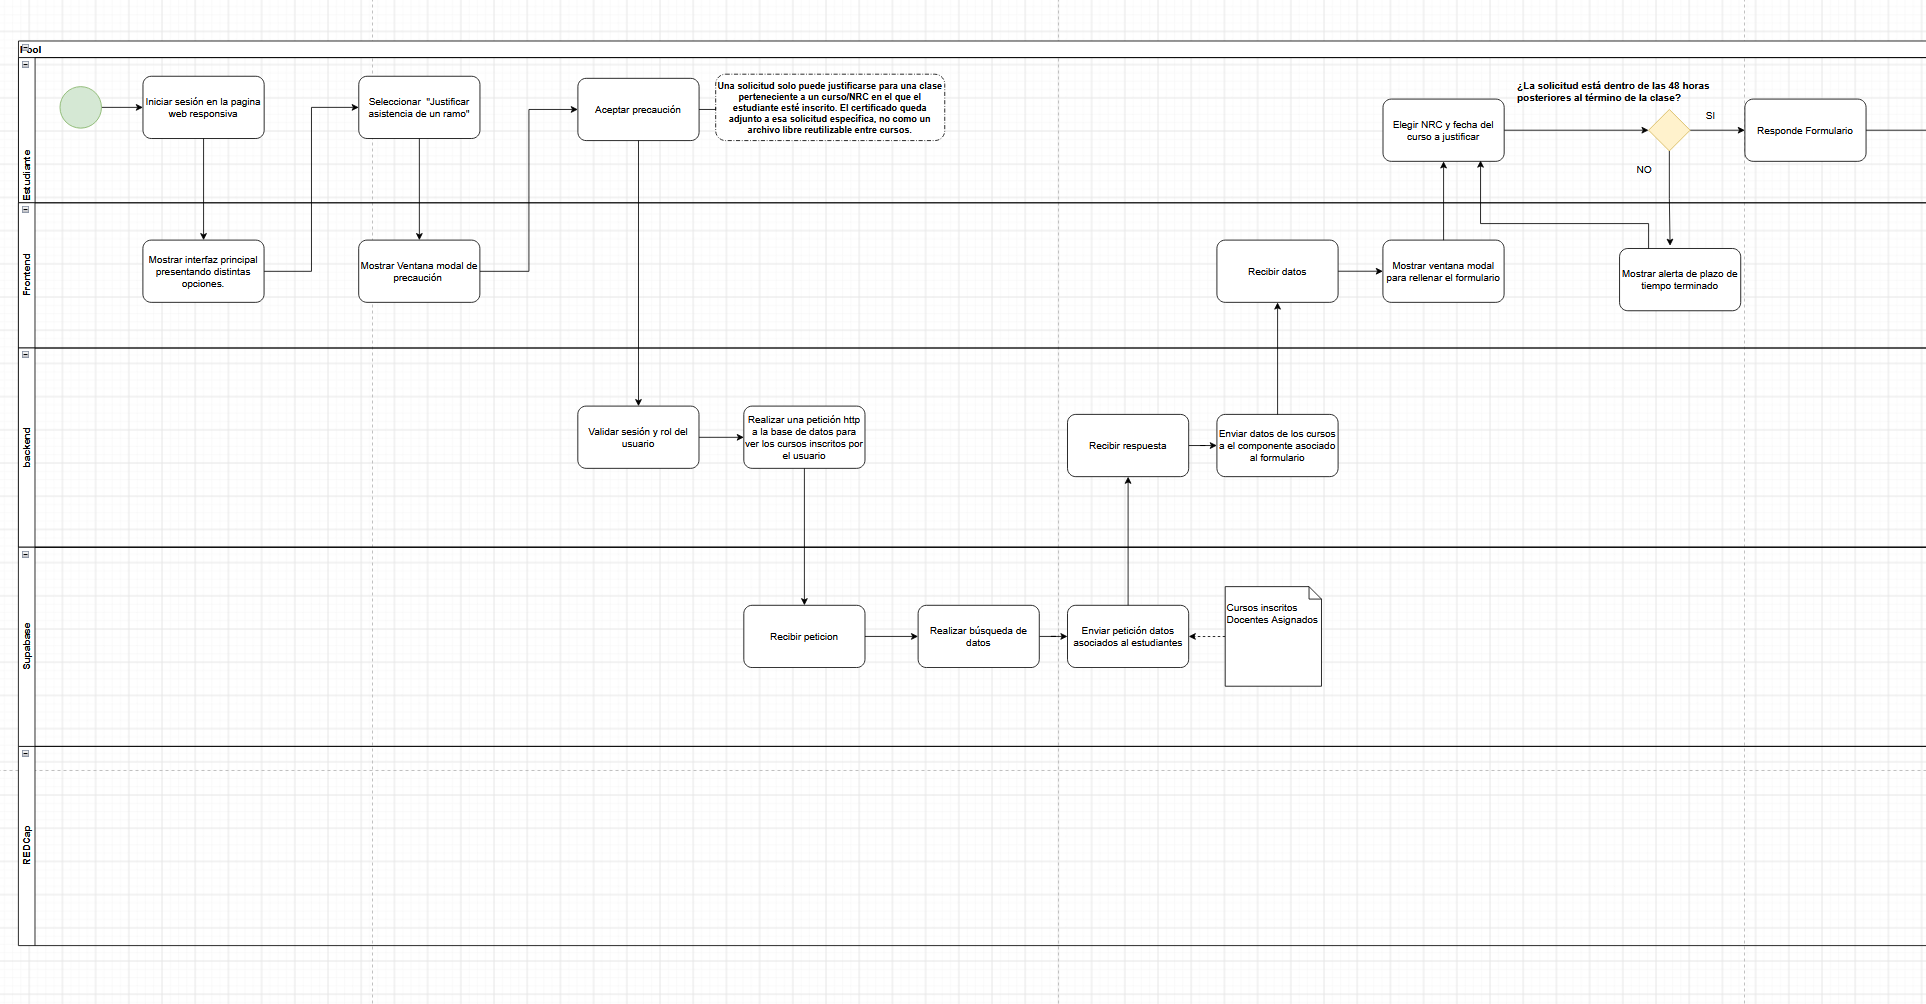 Pool
Estudiante
Iniciar sesión en la pagina
web responsiva
Seleccionar "Justificar
asistencia de un ramo"
Aceptar precaución
Una solicitud solo puede justificarse para una clase
perteneciente a un curso/NRC en el que el
estudiante esté inscrito. El certificado queda
adjunto a esa solicitud específica, no como un
archivo libre reutilizable entre cursos.
Elegir NRC y fecha del
curso a justificar
¿La solicitud está dentro de las 48 horas
posteriores al término de la clase?
SI
NO
Responde Formulario
Frontend
Mostrar interfaz principal
presentando distintas
opciones.
Mostrar Ventana modal de
precaución
Recibir datos
Mostrar ventana modal
para rellenar el formulario
Mostrar alerta de plazo de
tiempo terminado
backend
Validar sesión y rol del
usuario
Realizar una petición http
a la base de datos para
ver los cursos inscritos por
el usuario
Recibir respuesta
Enviar datos de los cursos
a el componente asociado
al formulario
Supabase
Recibir peticion
Realizar búsqueda de
datos
Enviar petición datos
asociados al estudiantes
Cursos inscritos
Docentes Asignados
REDCap